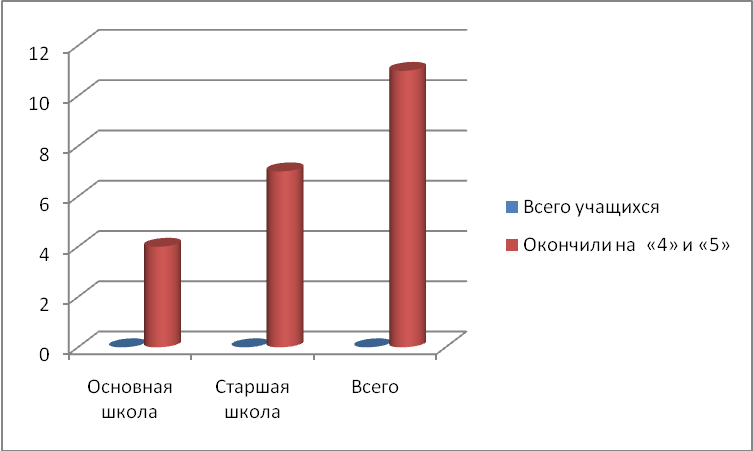 12
10
8
6
4
2
0
Основная
школа
Старшая
школа
Всего
Всего учащихся
Окончили на «4» и «5»